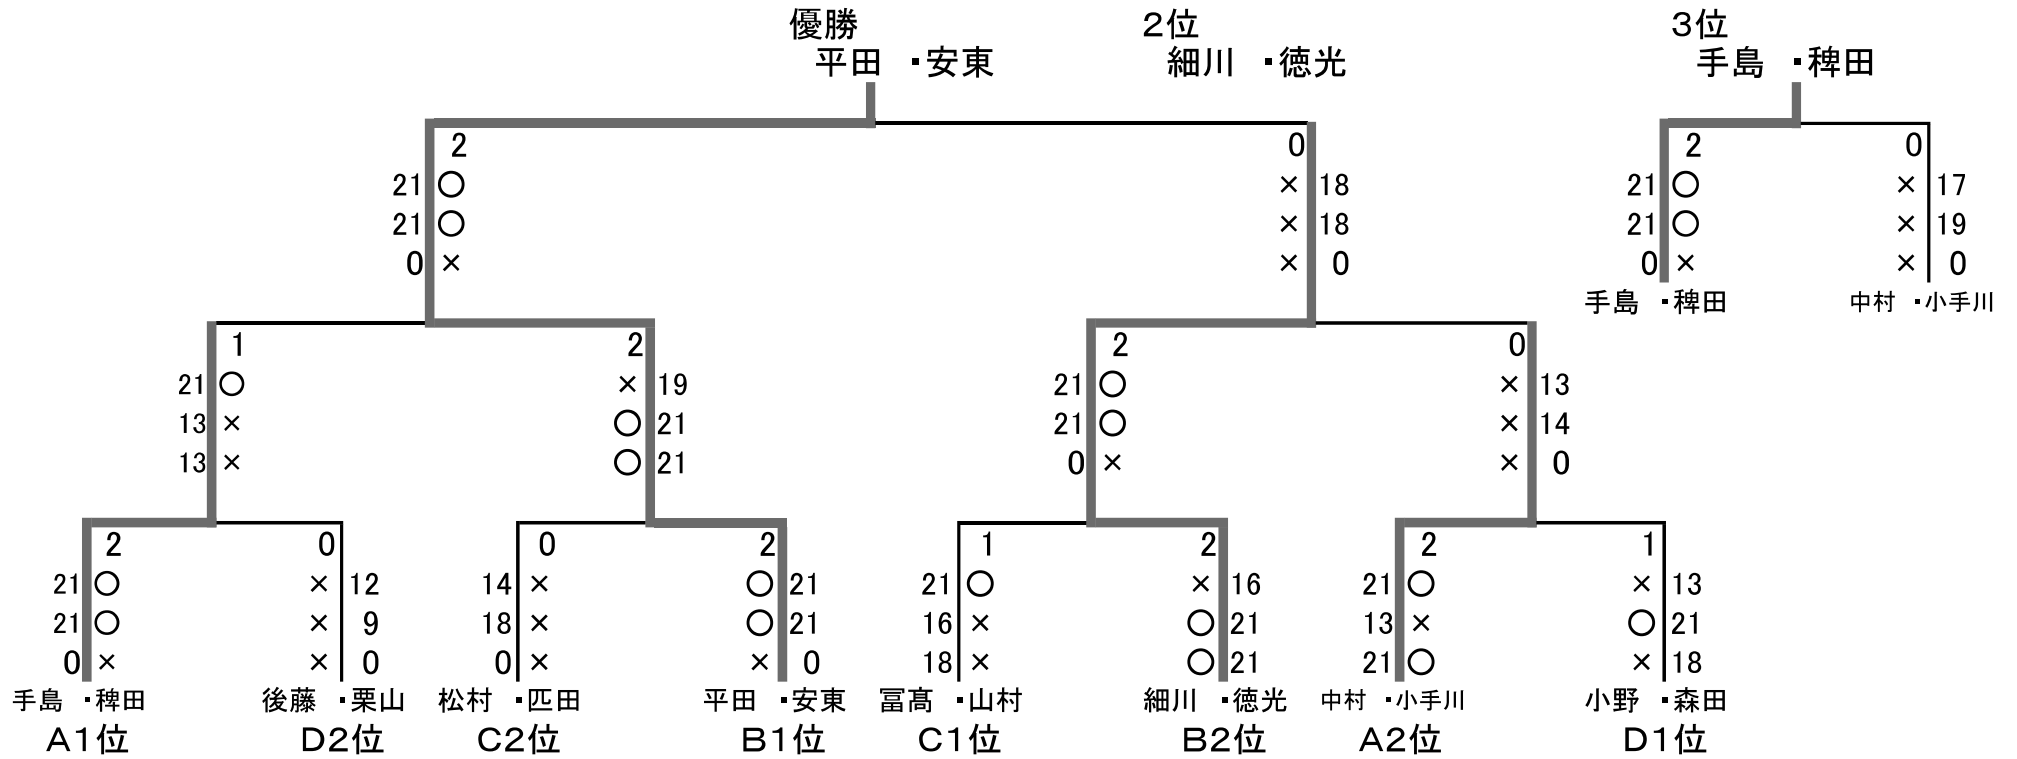 優勝 ２位 ３位
平田 ・安東 細川 ・徳光 手島 ・稗田
2 0 2 0
21 ○ × 18 21 ○ × 17
21 ○ × 18 21 ○ × 19
0 × × 0 0 × × 0
手島 ・稗田 中村 ・小手川
1 2 2 0
21 ○ × 19 21 ○ × 13
13 × ○ 21 21 ○ × 14
13 × ○ 21 0 × × 0
2 0 0 2 1 2 2 1
21 ○ × 12 14 × ○ 21 21 ○ × 16 21 ○ × 13
21 ○ × 9 18 × ○ 21 16 × ○ 21 13 × ○ 21
0 × × 0 0 × × 0 18 × ○ 21 21 ○ × 18
手島 ・稗田 後藤 ・栗山 松村 ・匹田 平田 ・安東 冨髙 ・山村 細川 ・徳光 中村 ・小手川 小野 ・森田
Ａ１位 Ｄ２位 Ｃ２位 Ｂ１位 Ｃ１位 Ｂ２位 Ａ２位 Ｄ１位